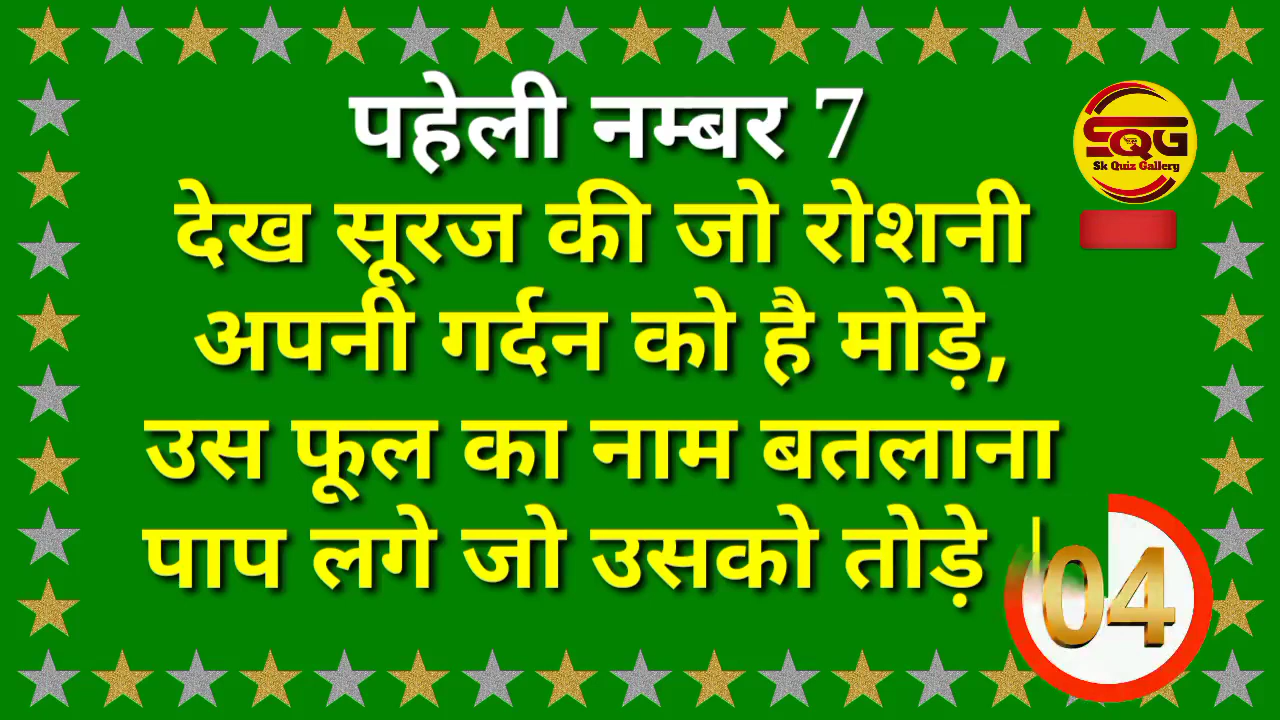 पहेली नम्बर 7
देख सूरज की जो रोशनी
अपनी गर्दन को है मोड़े,
उस फूल का नाम बतलाना
पाप लगे जो उसको तोड़े |
SQG
Sk Quiz Gallery
04